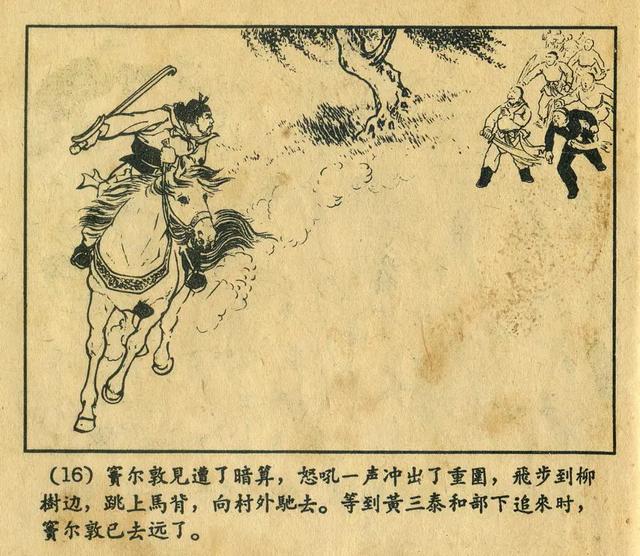 (16) 竇尔敦見遭了暗算，怒吼一声冲出了重圍，飛步到柳
樹边，跳上馬背，向村外馳去。等到黃三泰和部下追來时，
竇尔敦已去远了。